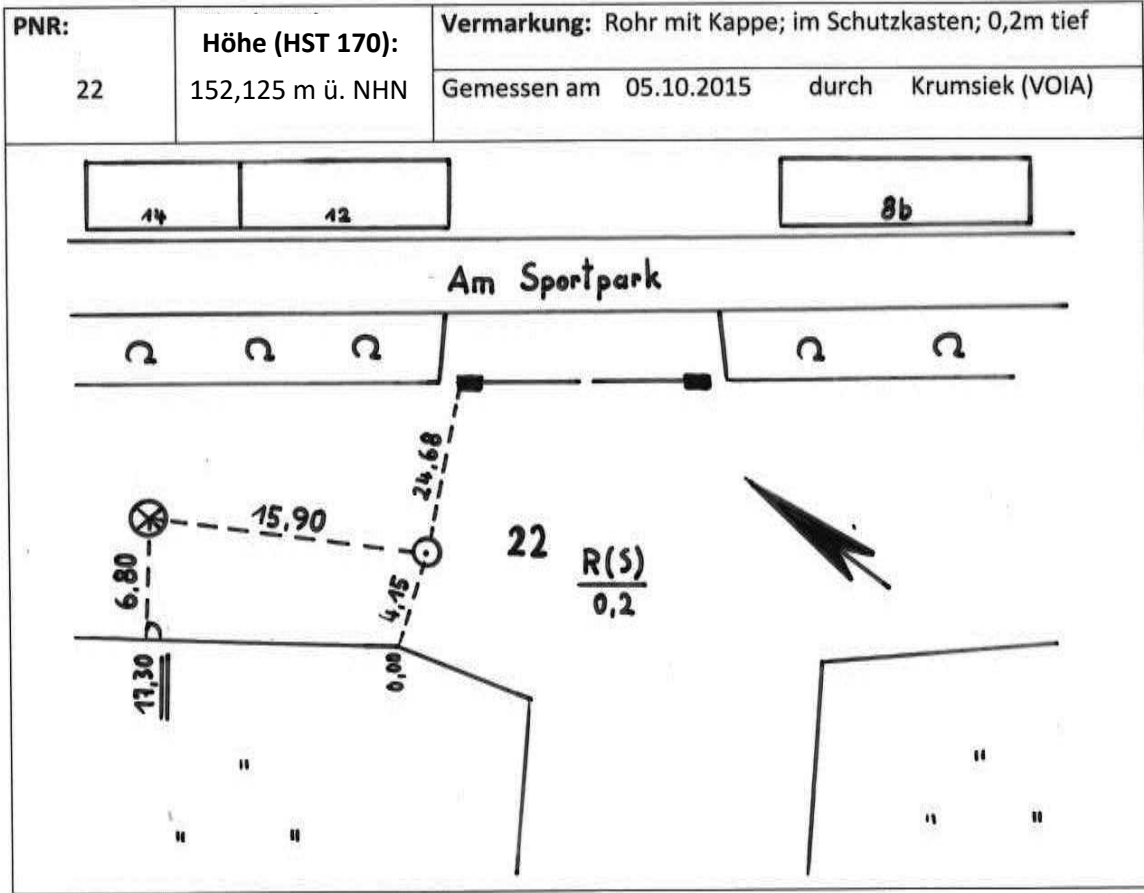 PNR:
22
Höhe (HST 170):
152,125 m ü. NHN
Vermarkung: Rohr mit Kappe; im Schutzkasten; 0,2m tief
Gemessen am 05.10.2015 durch Krumsiek (VOIA)
14 12 8b
Am Sportpark
24,68
15,90
22
R(S)
0,2
6,80
4,15
0,00
17,30